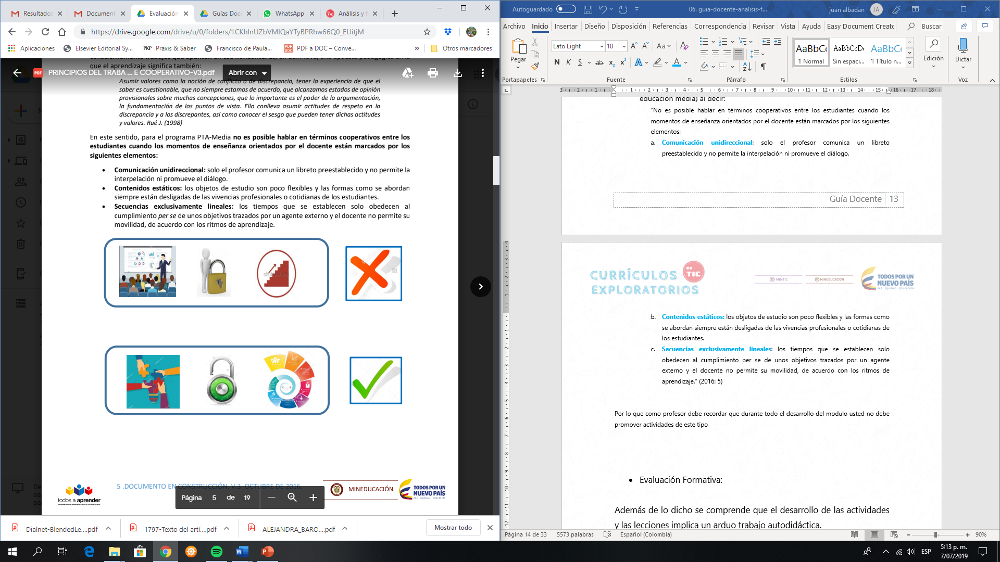 Resultados
Document
Evaluación
Guías Doc
WhatsApp
Análisis y f
https://drive.google.com/drive/u/0/folders/1CKhInUZbVMIQaYTyBPRhw66Q0_EUitjM
Aplicaciones
Elsevier Editorial Sy...
PKP Praxis & Saber
Francisco de Paula...
PDF a DOC – Conve...
»
Otros marcadores
que el aprendizaje significa también:
PRINCIPIOS DEL TRABA ... E COOPERATIVO-V3.pdf
Abrir con
Asumir valores como la noción de conflicto o de discrepancia, tener la experiencia de que el
saber es cuestionable, que no siempre estamos de acuerdo, que alcanzamos estados de opinión
provisionales sobre muchas concepciones, que lo importante es el poder de la argumentación,
la fundamentación de los puntos de vista. Ello conlleva asumir actitudes de respeto en la
discrepancia y a los discrepantes, así como conocer el sesgo que pueden tener dichas actitudes
y valores. Rué J. (1998)
En este sentido, para el programa PTA-Media no es posible hablar en términos cooperativos entre los
estudiantes cuando los momentos de enseñanza orientados por el docente están marcados por los
siguientes elementos:
• Comunicación unidireccional: solo el profesor comunica un libreto preestablecido y no permite la
interpelación ni promueve el diálogo.
• Contenidos estáticos: los objetos de estudio son poco flexibles y las formas como se abordan
siempre están desligadas de las vivencias profesionales o cotidianas de los estudiantes.
• Secuencias exclusivamente lineales: los tiempos que se establecen solo obedecen al
cumplimiento per se de unos objetivos trazados por un agente externo y el docente no permite su
movilidad, de acuerdo con los ritmos de aprendizaje.
todos a aprender
5 .DOCUMENTO EN CONSTRUCCIÓN. V.3. OCTUBRE DE 2016.
MINEDUCACIÓN
TODOS POR UN
NUEVO PAÍS
PAZ EQUIDAD EDUCACIÓN
Página 5 de 19
Dialnet-BlendedLe....pdf
1797-Texto del artí....pdf
ALEJANDRA_BARO....pdf
Mostrar todo
Autoguardado
06. guia-docente-analisis-f...
juan albadan
JA
Archivo
Inicio
Insertar
Diseño
Disposición
Referencias
Correspondencia
Revisar
Vista
Ayuda
Easy Document Creato
Buscar
Pegar
Lato Light
10
N K S ab x₂ x²
Aa
AaBbCc
¶ Normal
AaBbCcDc
Sin espaci...
AaBbCc
¶ Título n...
Edición
Dictar
Portapapeles
Fuente
Párrafo
Estilos
Voz
educación media) al decir:
“No es posible hablar en términos cooperativos entre los estudiantes cuando los
momentos de enseñanza orientados por el docente están marcados por los siguientes
elementos:
a. Comunicación unidireccional: solo el profesor comunica un libreto
preestablecido y no permite la interpelación ni promueve el diálogo.
Guía Docente 13
CURRÍCULOS
EXPLORATORIOS
EN
TIC
MINTIC
MINEDUCACIÓN
TODOS POR UN
NUEVO PAÍS
PAZ EQUIDAD EDUCACIÓN
b. Contenidos estáticos: los objetos de estudio son poco flexibles y las formas como
se abordan siempre están desligadas de las vivencias profesionales o cotidianas de
los estudiantes.
c. Secuencias exclusivamente lineales: los tiempos que se establecen solo
obedecen al cumplimiento per se de unos objetivos trazados por un agente
externo y el docente no permite su movilidad, de acuerdo con los ritmos de
aprendizaje.” (2016: 5)
Por lo que como profesor debe recordar que durante todo el desarrollo del modulo usted no debe
promover actividades de este tipo
• Evaluación Formativa:
Además de lo dicho se comprende que el desarrollo de las actividades
y las lecciones implica un arduo trabajo autodidáctica.
Página 14 de 33
5573 palabras
Español (Colombia)
90%
ESP
5:13 p. m.
7/07/2019